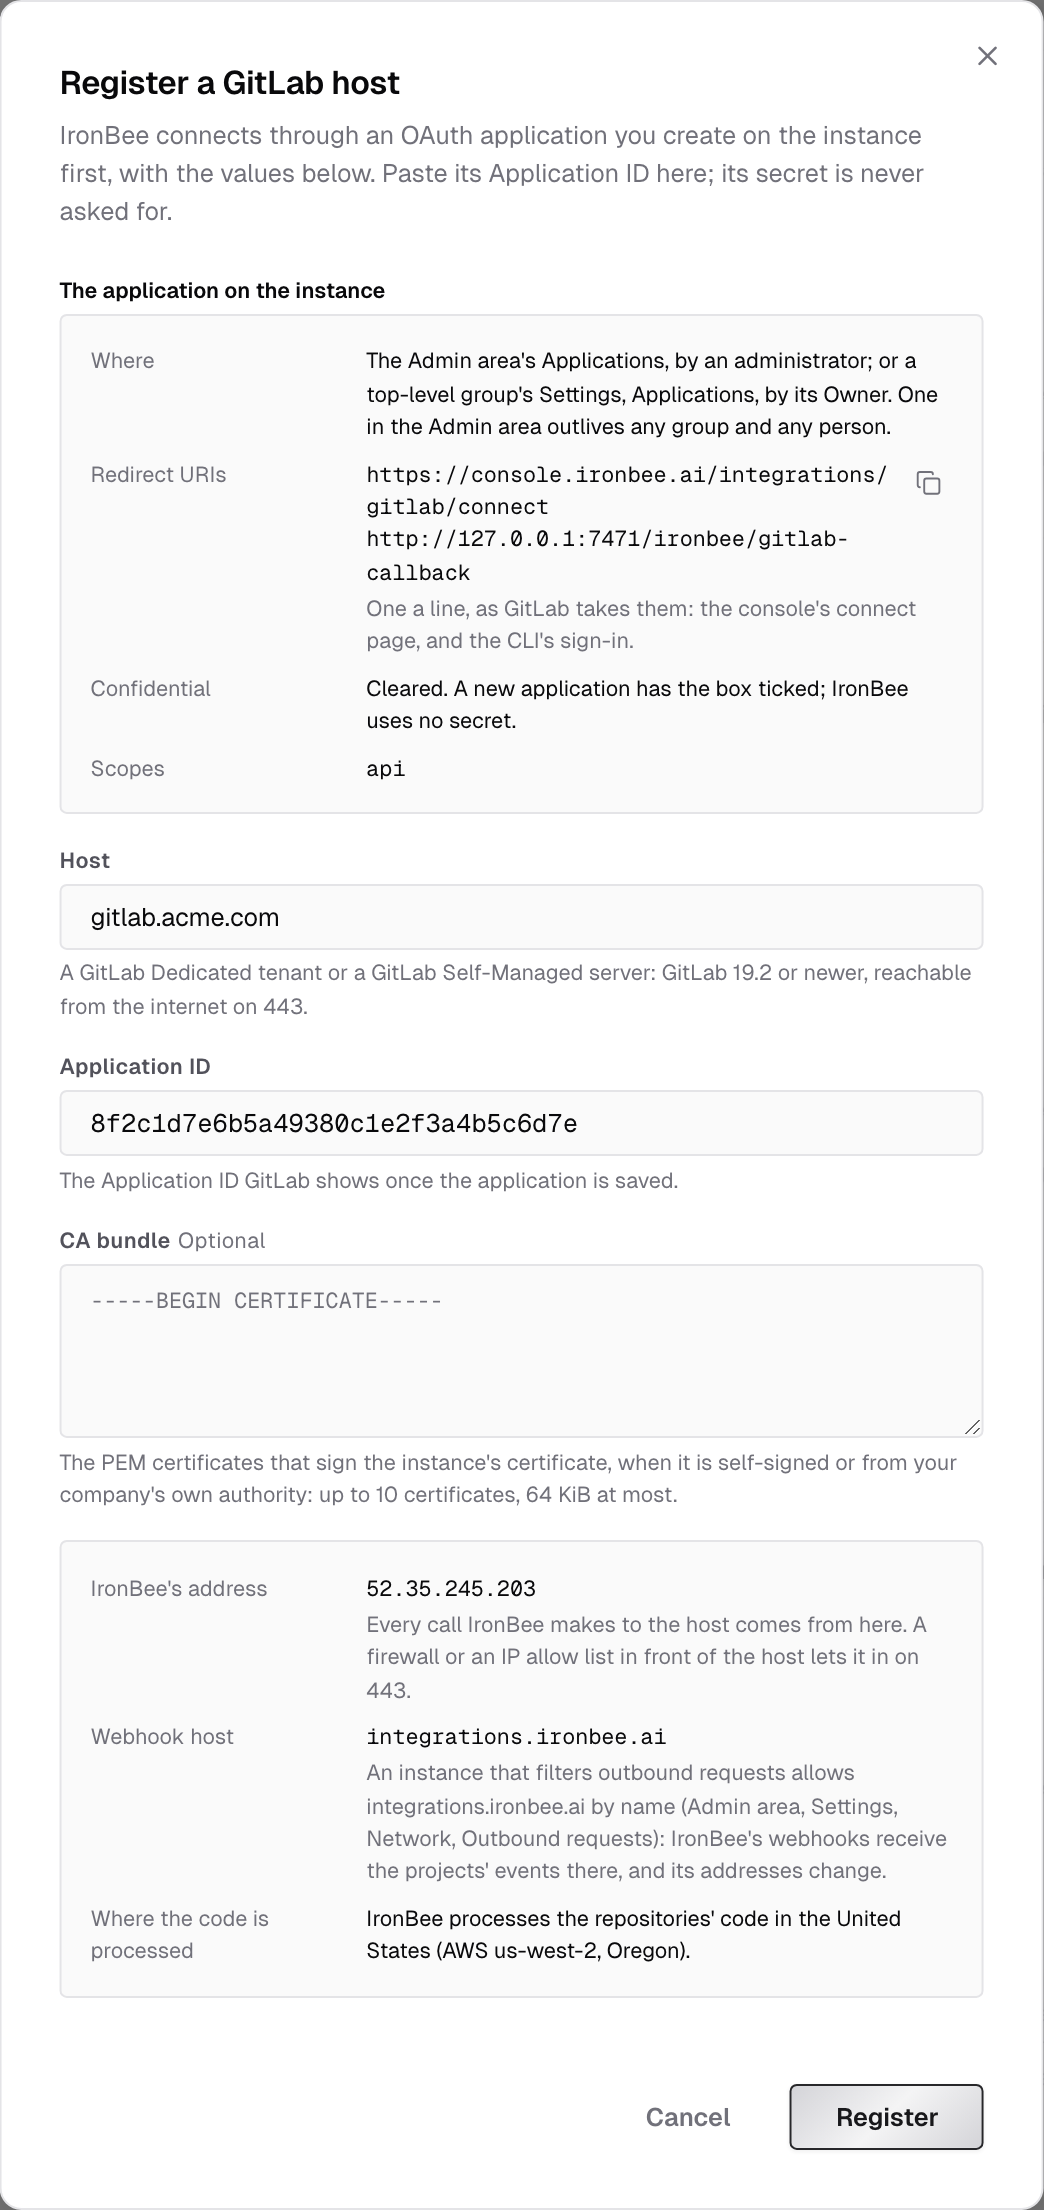 Register a GitLab host
IronBee connects through an OAuth application you create on the instance
first, with the values below. Paste its Application ID here; its secret is never
asked for.
The application on the instance
Where
The Admin area's Applications, by an administrator; or a
top-level group's Settings, Applications, by its Owner. One
in the Admin area outlives any group and any person.
Redirect URIs
https://console.ironbee.ai/integrations/
gitlab/connect
http://127.0.0.1:7471/ironbee/gitlab-
callback
One a line, as GitLab takes them: the console's connect
page, and the CLI's sign-in.
Confidential
Cleared. A new application has the box ticked; IronBee
uses no secret.
Scopes
api
Host
gitlab.acme.com
A GitLab Dedicated tenant or a GitLab Self-Managed server: GitLab 19.2 or newer, reachable
from the internet on 443.
Application ID
8f2c1d7e6b5a49380c1e2f3a4b5c6d7e
The Application ID GitLab shows once the application is saved.
CA bundle Optional
-----BEGIN CERTIFICATE-----
The PEM certificates that sign the instance's certificate, when it is self-signed or from your
company's own authority: up to 10 certificates, 64 KiB at most.
IronBee's address
52.35.245.203
Every call IronBee makes to the host comes from here. A
firewall or an IP allow list in front of the host lets it in on
443.
Webhook host
integrations.ironbee.ai
An instance that filters outbound requests allows
integrations.ironbee.ai by name (Admin area, Settings,
Network, Outbound requests): IronBee's webhooks receive
the projects' events there, and its addresses change.
Where the code is
processed
IronBee processes the repositories' code in the United
States (AWS us-west-2, Oregon).
Cancel
Register